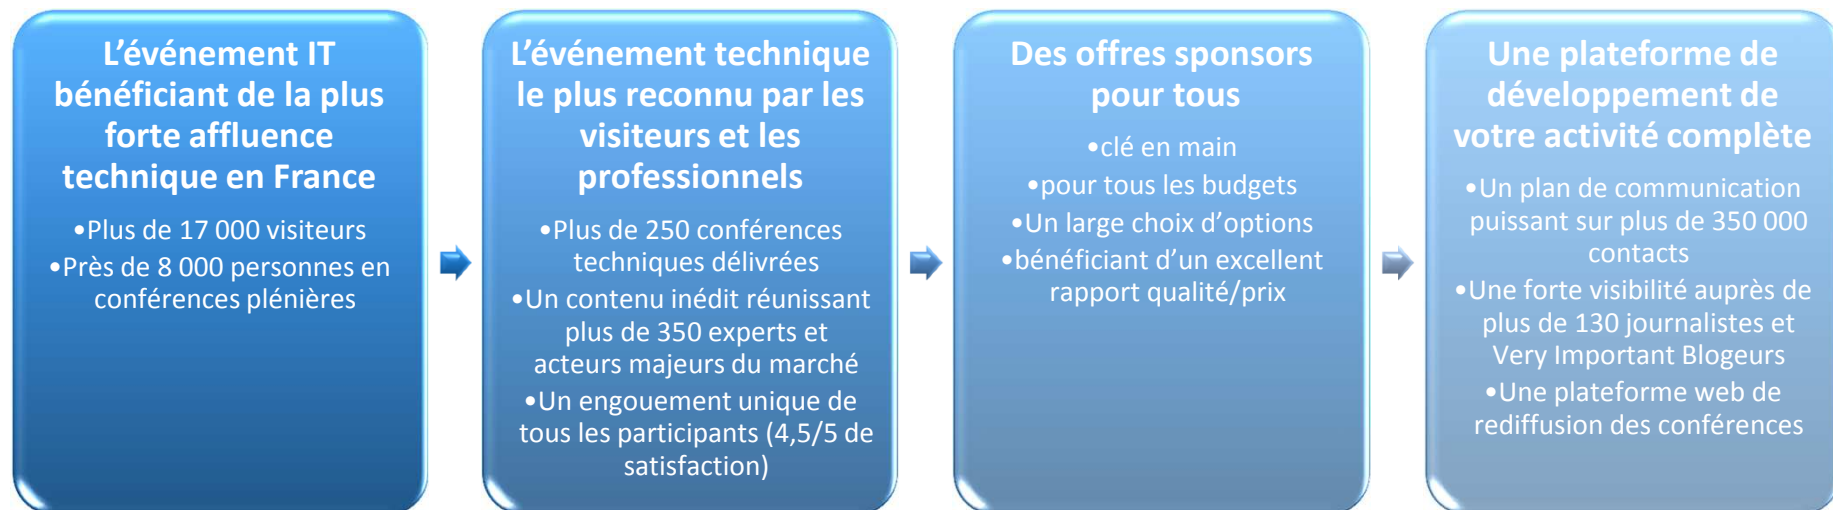 L’événement IT
bénéficiant de la plus
forte affluence
technique en France
•Plus de 17 000 visiteurs
•Près de 8 000 personnes en
conférences plénières
L’événement technique
le plus reconnu par les
visiteurs et les
professionnels
•Plus de 250 conférences
techniques délivrées
•Un contenu inédit réunissant
plus de 350 experts et
acteurs majeurs du marché
•Un engouement unique de
tous les participants (4,5/5 de
satisfaction)
Des offres sponsors
pour tous
•clé en main
•pour tous les budgets
•Un large choix d’options
•bénéficiant d’un excellent
rapport qualité/prix
Une plateforme de
développement de
votre activité complète
•Un plan de communication
puissant sur plus de 350 000
contacts
•Une forte visibilité auprès de
plus de 130 journalistes et
Very Important Blogeurs
•Une plateforme web de
rediffusion des conférences